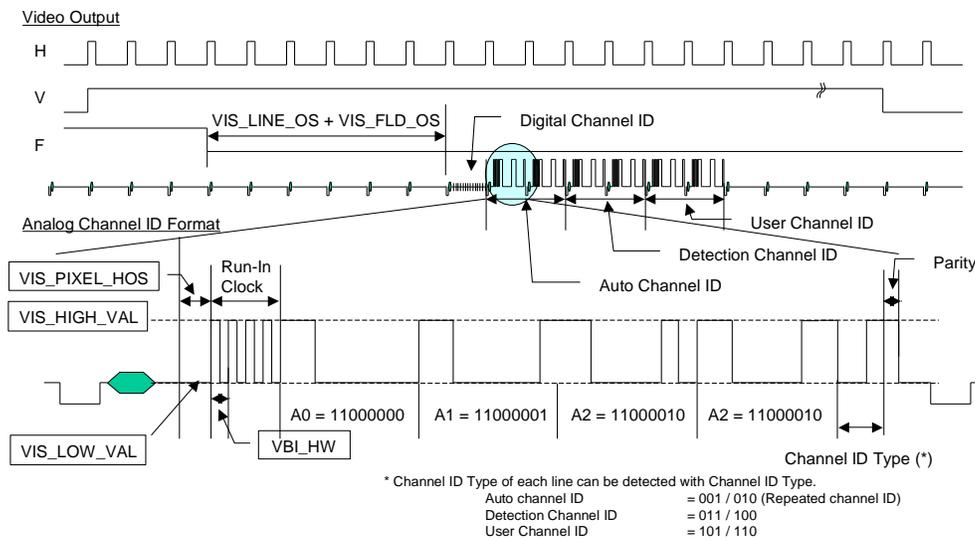 Video Output
H
V
VIS_LINE_OS + VIS_FLD_OS
Digital Channel ID
F
User Channel ID
Analog Channel ID Format
Detection Channel ID
Auto Channel ID
Parity
VIS_PIXEL_HOS
Run-In
Clock
VIS_HIGH_VAL
A0 = 11000000
A1 = 11000001
A2 = 11000010
A2 = 11000010
VIS_LOW_VAL
VBI_HW
Channel ID Type (*)
* Channel ID Type of each line can be detected with Channel ID Type.
Auto channel ID = 001 / 010 (Repeated channel ID)
Detection Channel ID = 011 / 100
User Channel ID = 101 / 110